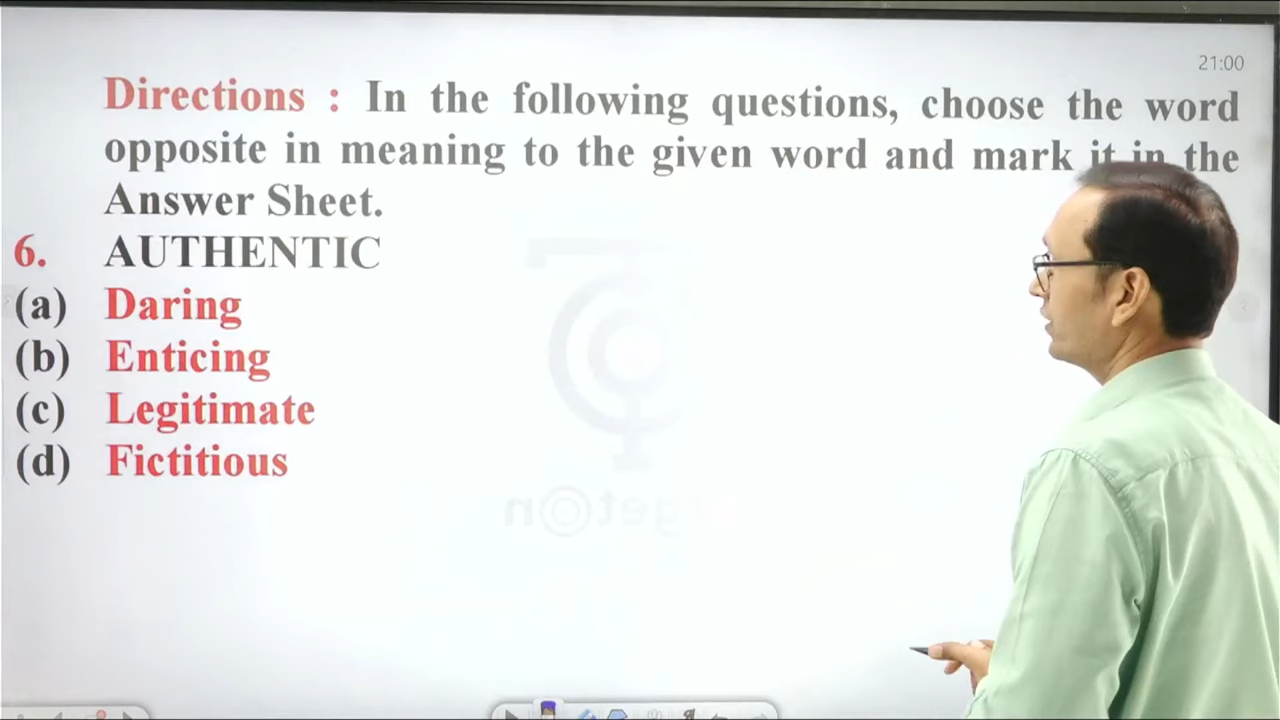 21:00
Directions : In the following questions, choose the word
opposite in meaning to the given word and mark it in the
Answer Sheet.
6. AUTHENTIC
(a) Daring
(b) Enticing
(c) Legitimate
(d) Fictitious